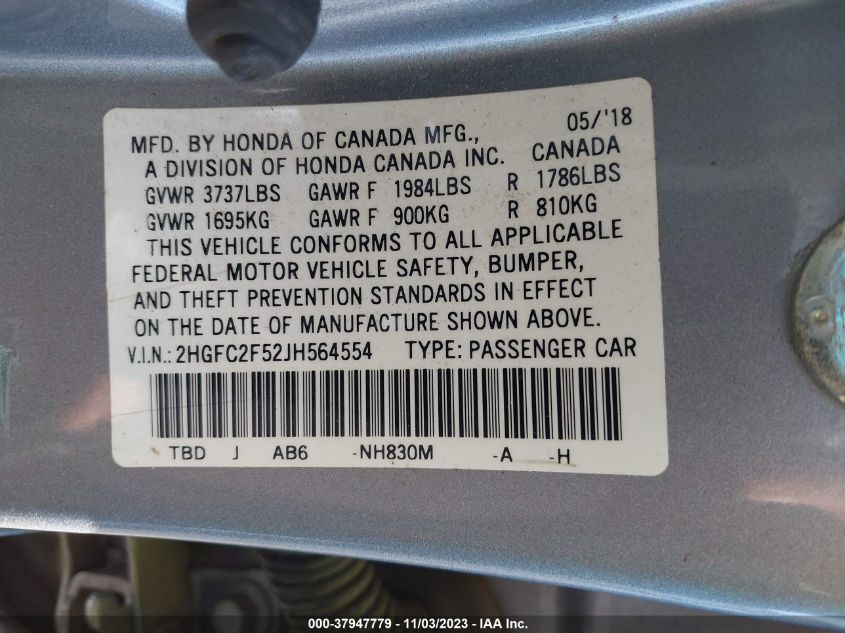 MFD. BY HONDA OF CANADA MFG., 05/'18
A DIVISION OF HONDA CANADA INC. CANADA
GVWR 3737LBS GAWR F 1984LBS R 1786LBS
GVWR 1695KG GAWR F 900KG R 810KG
THIS VEHICLE CONFORMS TO ALL APPLICABLE
FEDERAL MOTOR VEHICLE SAFETY, BUMPER,
AND THEFT PREVENTION STANDARDS IN EFFECT
ON THE DATE OF MANUFACTURE SHOWN ABOVE.
V.I.N.: 2HGFC2F52JH564554 TYPE: PASSENGER CAR
TBD J AB6 -NH830M -A -H
000-37947779 — 11/03/2023 — IAA Inc.